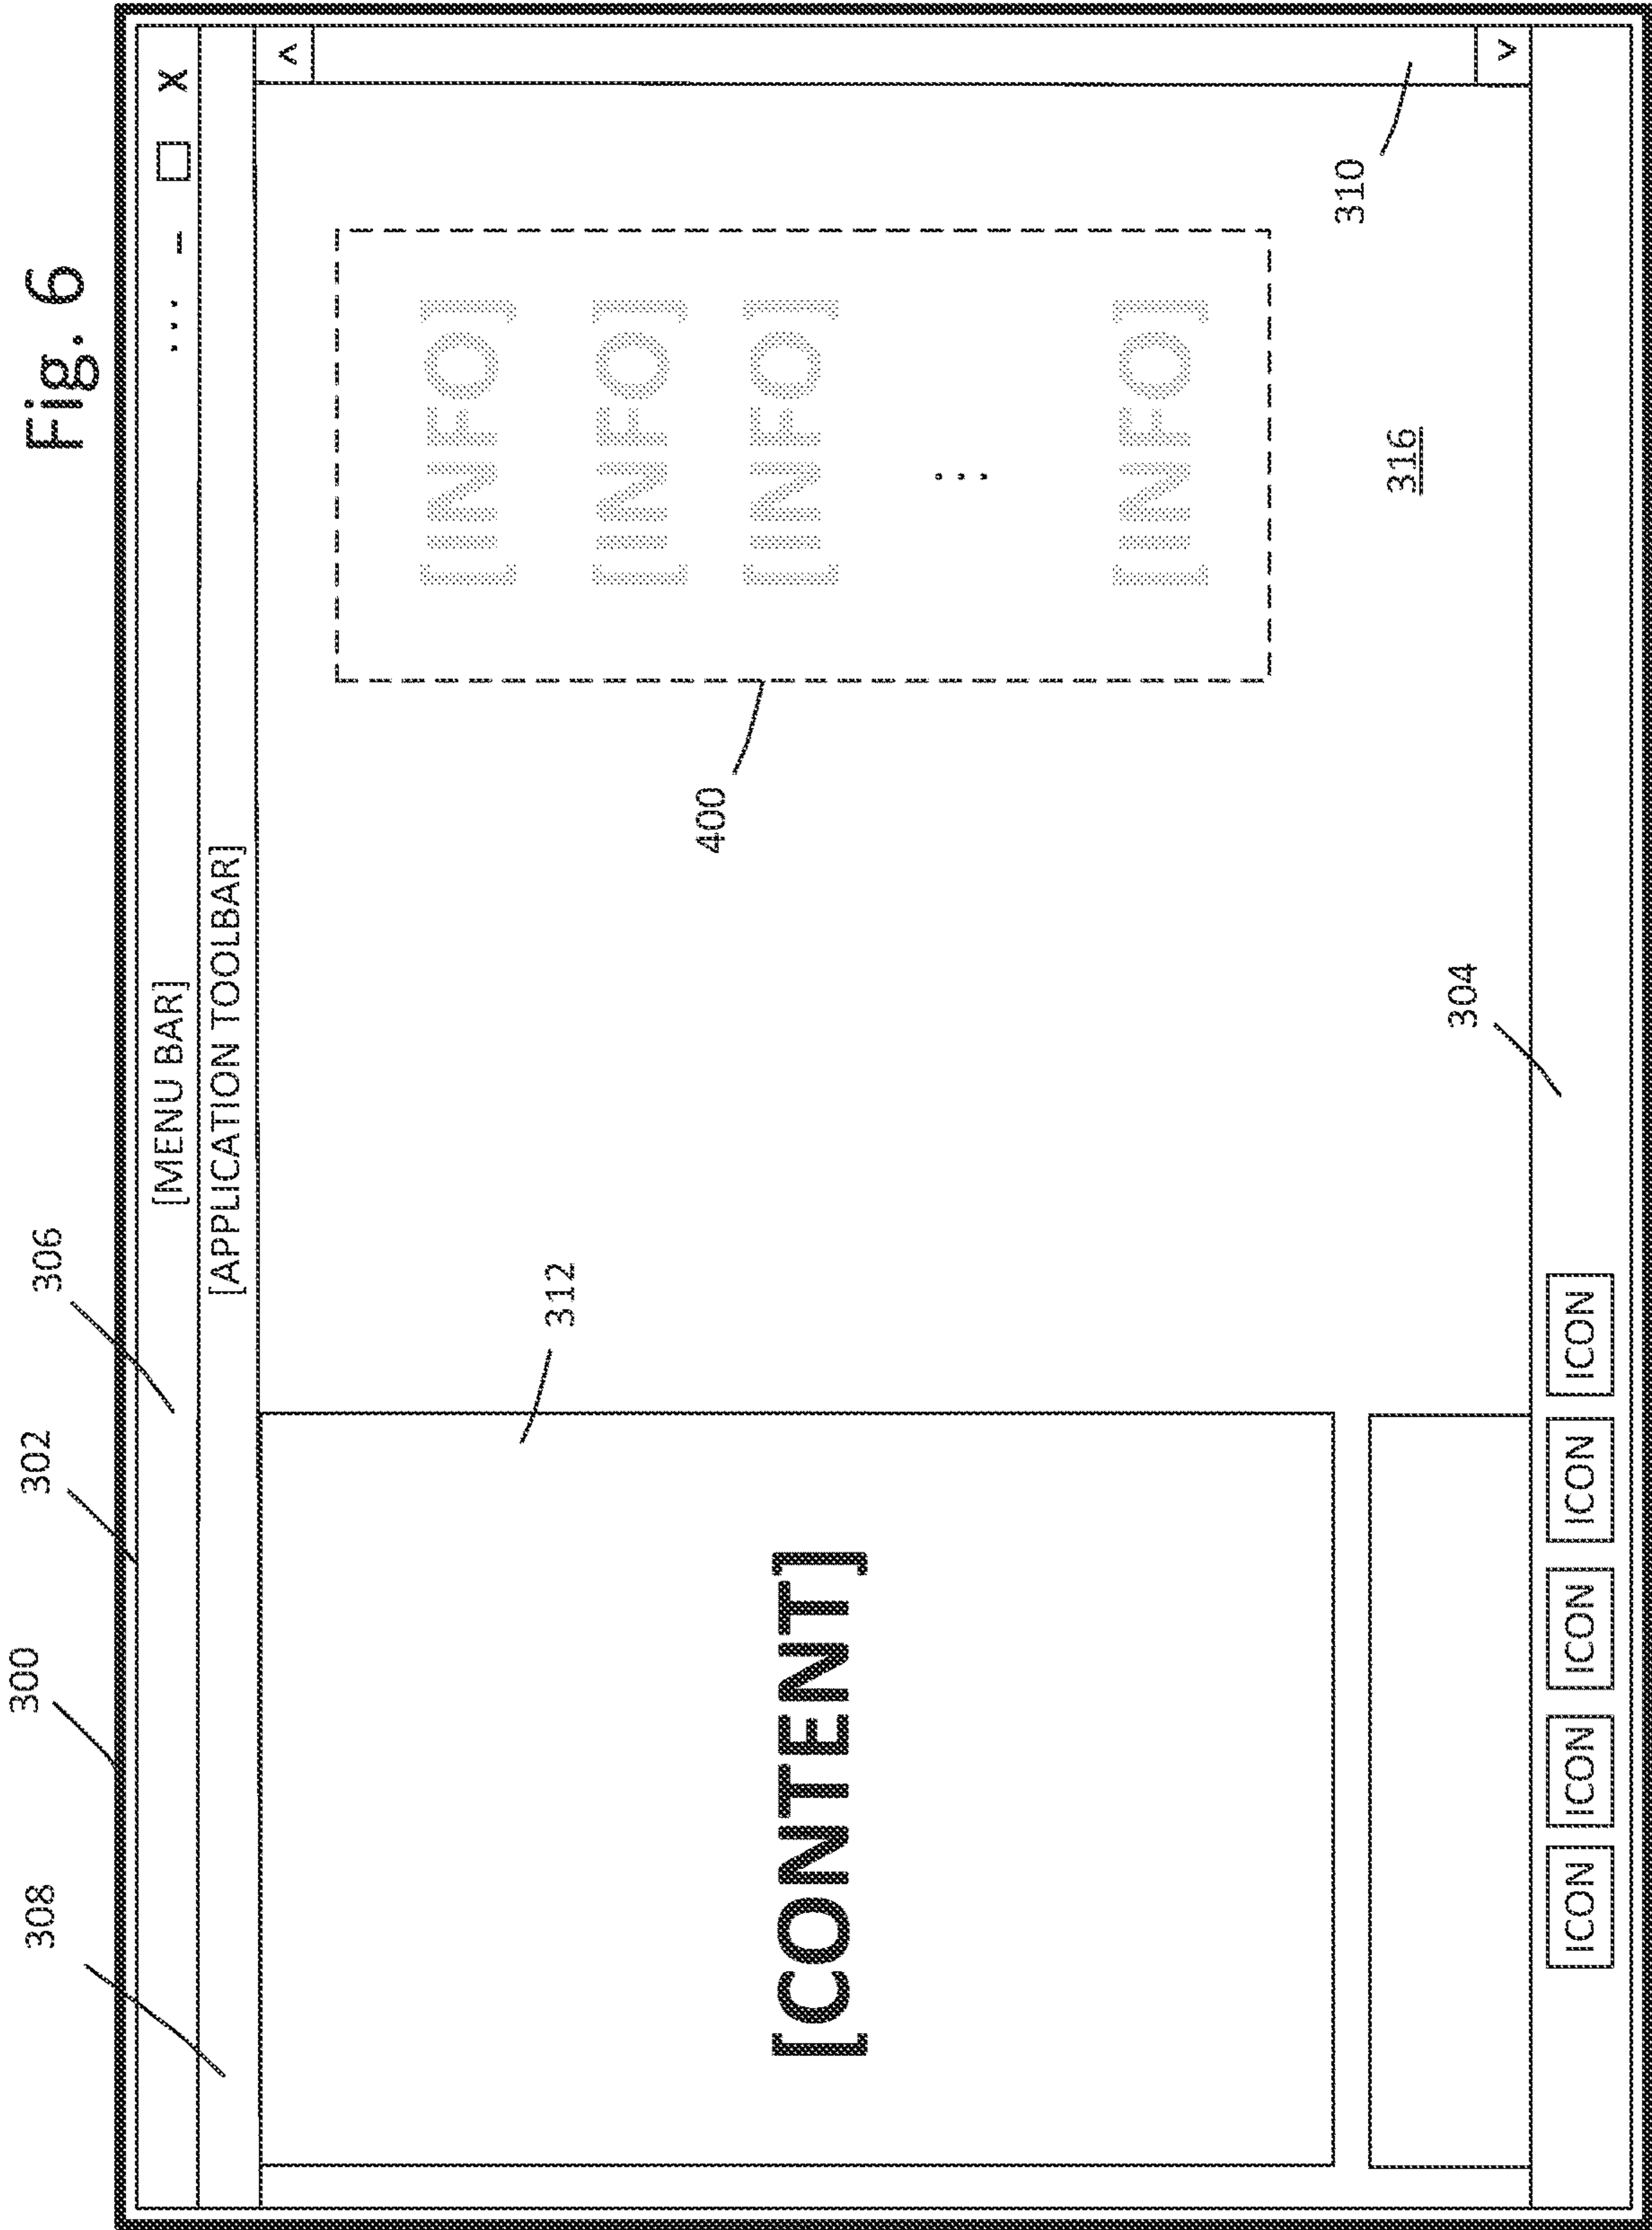 Fig. 6
308
300
302
306
[MENU BAR]
... – □ X
[APPLICATION TOOLBAR]
^
312
[CONTENT]
400
[INFO]
[INFO]
[INFO]
...
[INFO]
310
316
304
v
ICON
ICON
ICON
ICON
ICON